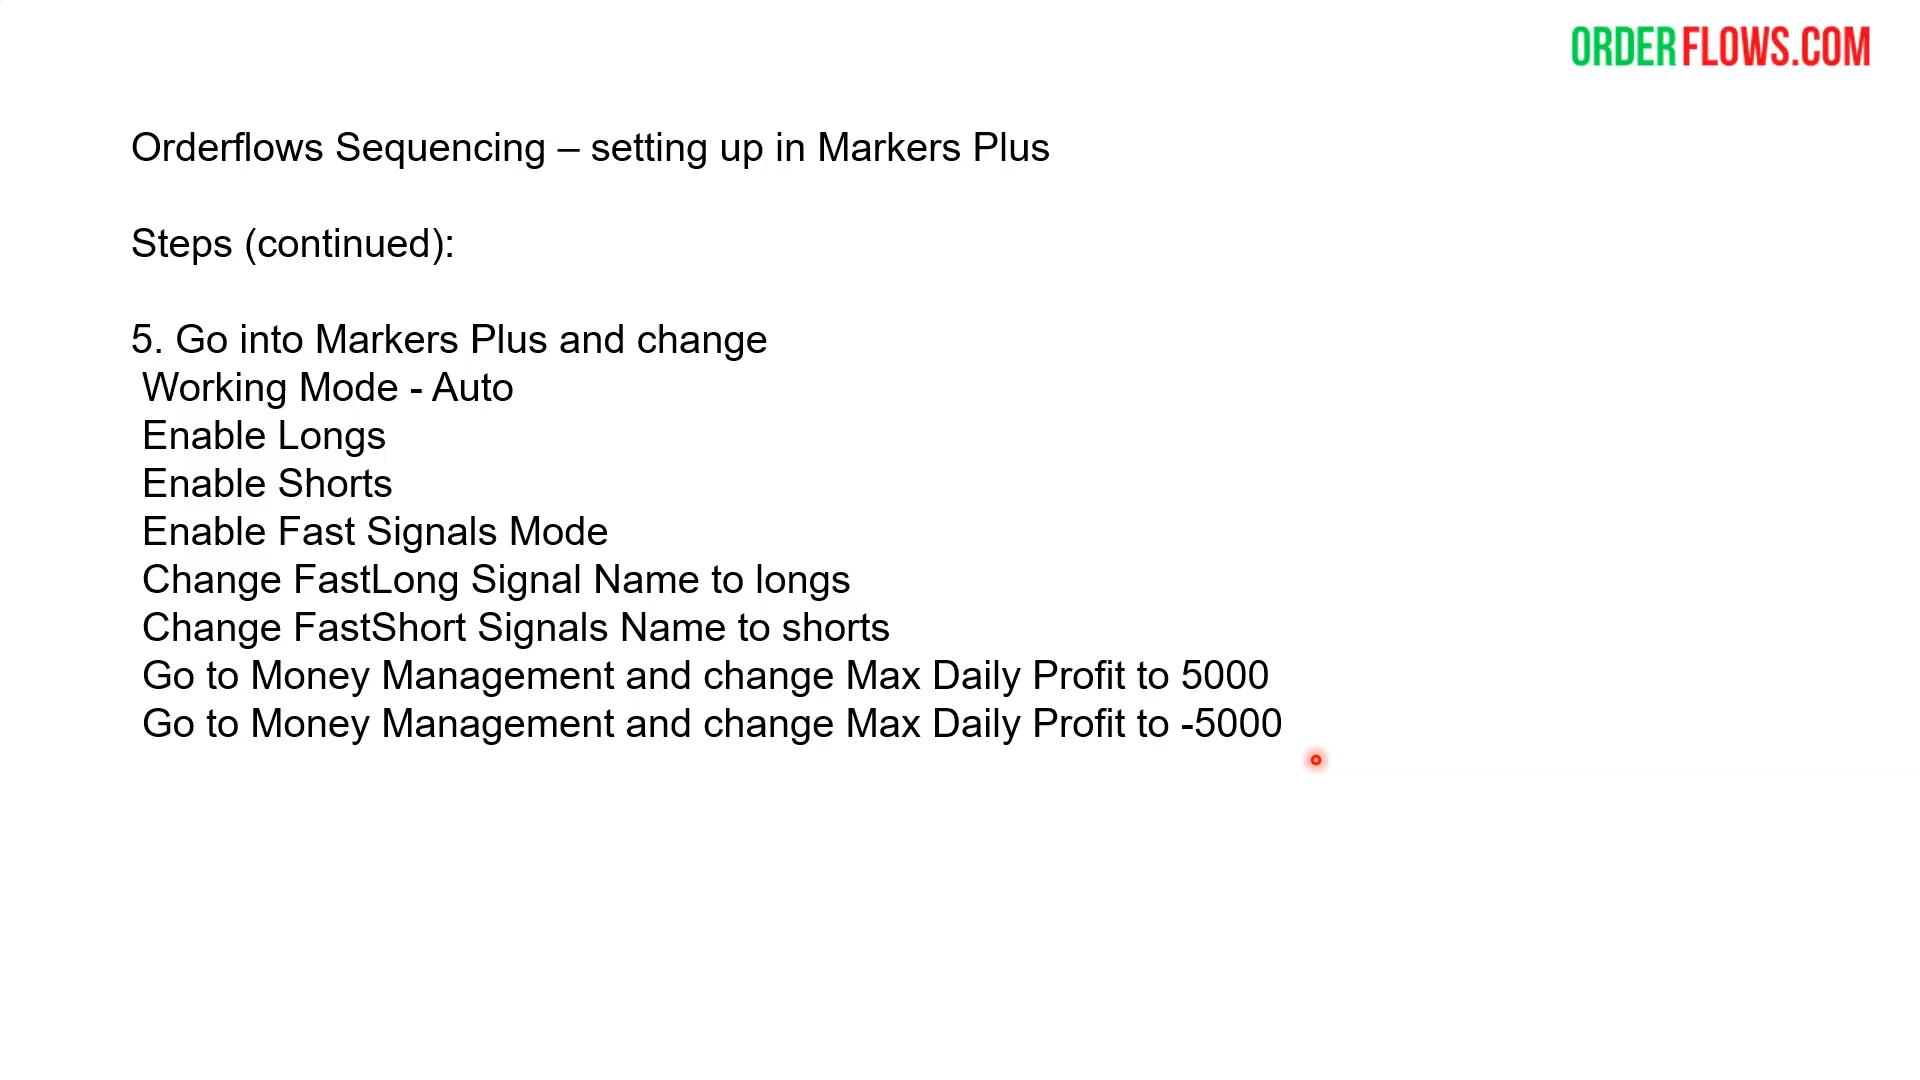 ORDERFLOWS.COM
Orderflows Sequencing – setting up in Markers Plus
Steps (continued):
5. Go into Markers Plus and change
Working Mode - Auto
Enable Longs
Enable Shorts
Enable Fast Signals Mode
Change FastLong Signal Name to longs
Change FastShort Signals Name to shorts
Go to Money Management and change Max Daily Profit to 5000
Go to Money Management and change Max Daily Profit to -5000